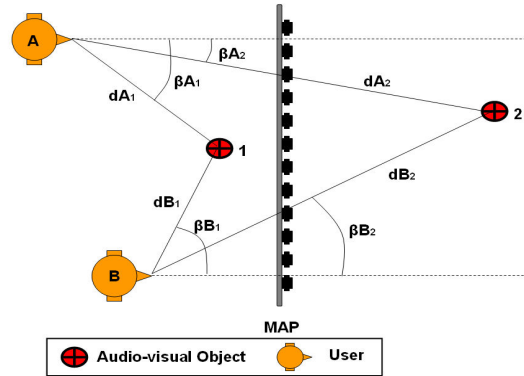 A
βA₂
βA₁
dA₁
dA₂
1
2
dB₁
dB₂
βB₁
βB₂
B
MAP
Audio-visual Object
User